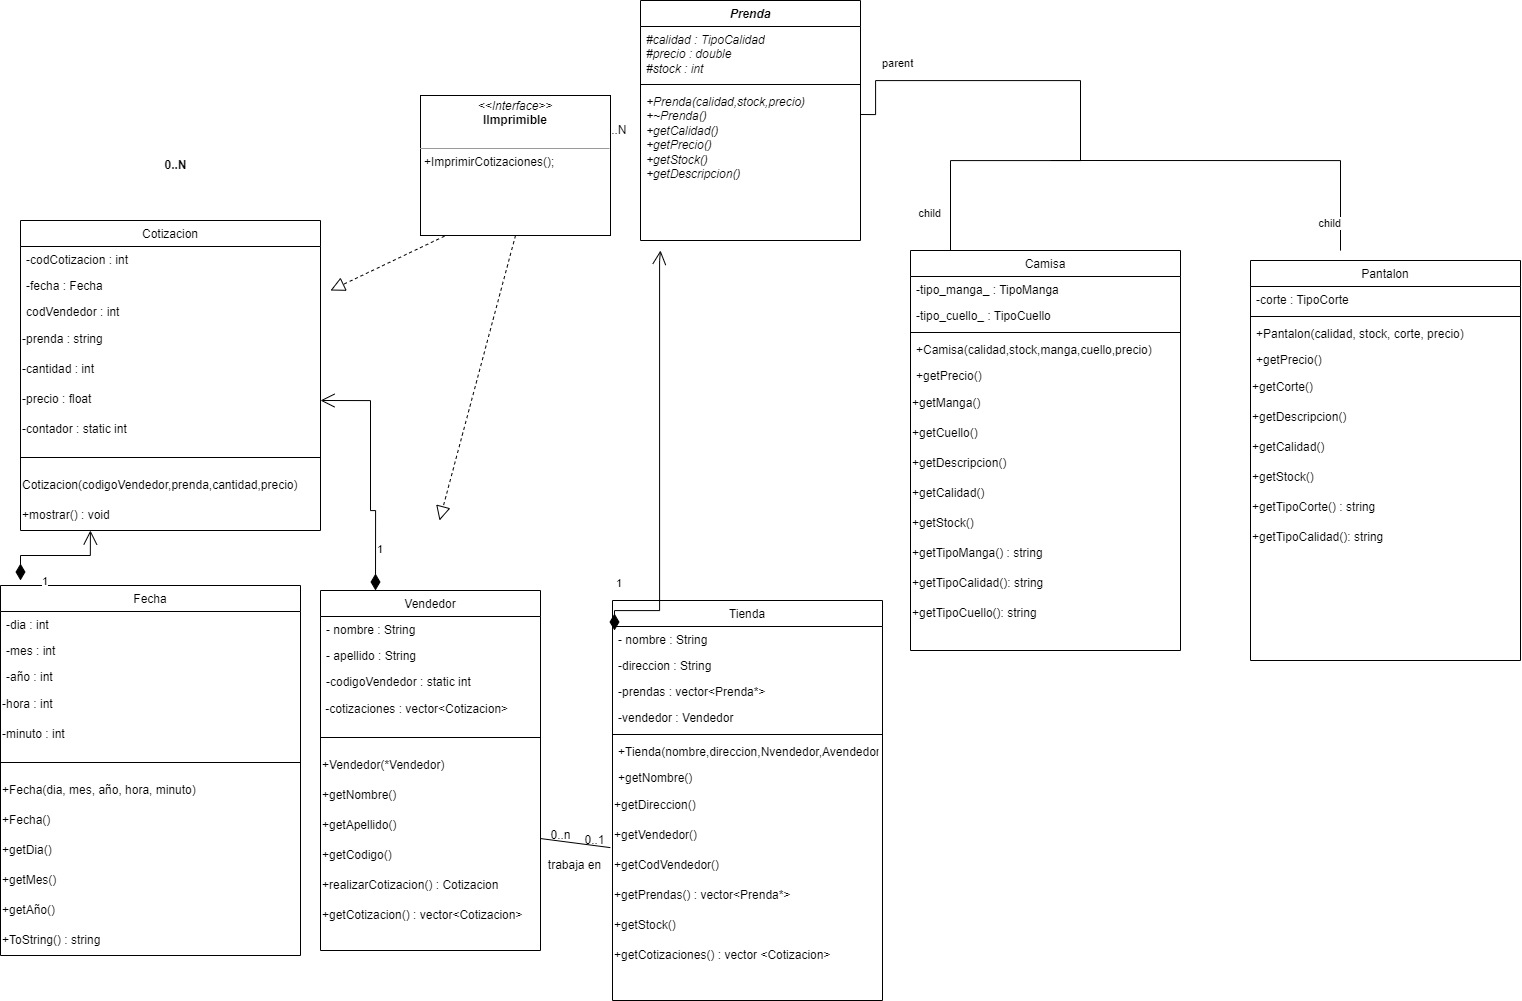 Prenda
#calidad : TipoCalidad
#precio : double
#stock : int
+Prenda(calidad,stock,precio)
+~Prenda()
+getCalidad()
+getPrecio()
+getStock()
+getDescripcion()
parent
child
child
<<Interface>>
IImprimible
+ImprimirCotizaciones();
..N
0..N
Cotizacion
-codCotizacion : int
-fecha : Fecha
codVendedor : int
-prenda : string
-cantidad : int
-precio : float
-contador : static int
Cotizacion(codigoVendedor,prenda,cantidad,precio)
+mostrar() : void
Camisa
-tipo_manga_ : TipoManga
-tipo_cuello_ : TipoCuello
+Camisa(calidad,stock,manga,cuello,precio)
+getPrecio()
+getManga()
+getCuello()
+getDescripcion()
+getCalidad()
+getStock()
+getTipoManga() : string
+getTipoCalidad(): string
+getTipoCuello(): string
Pantalon
-corte : TipoCorte
+Pantalon(calidad, stock, corte, precio)
+getPrecio()
+getCorte()
+getDescripcion()
+getCalidad()
+getStock()
+getTipoCorte() : string
+getTipoCalidad(): string
1
Fecha
-dia : int
-mes : int
-año : int
-hora : int
-minuto : int
+Fecha(dia, mes, año, hora, minuto)
+Fecha()
+getDia()
+getMes()
+getAño()
+ToString() : string
1
Vendedor
- nombre : String
- apellido : String
-codigoVendedor : static int
-cotizaciones : vector<Cotizacion>
+Vendedor(*Vendedor)
+getNombre()
+getApellido()
+getCodigo()
+realizarCotizacion() : Cotizacion
+getCotizacion() : vector<Cotizacion>
0..n
0..1
trabaja en
1
Tienda
- nombre : String
-direccion : String
-prendas : vector<Prenda*>
-vendedor : Vendedor
+Tienda(nombre,direccion,Nvendedor,Avendedor
+getNombre()
+getDireccion()
+getVendedor()
+getCodVendedor()
+getPrendas() : vector<Prenda*>
+getStock()
+getCotizaciones() : vector <Cotizacion>